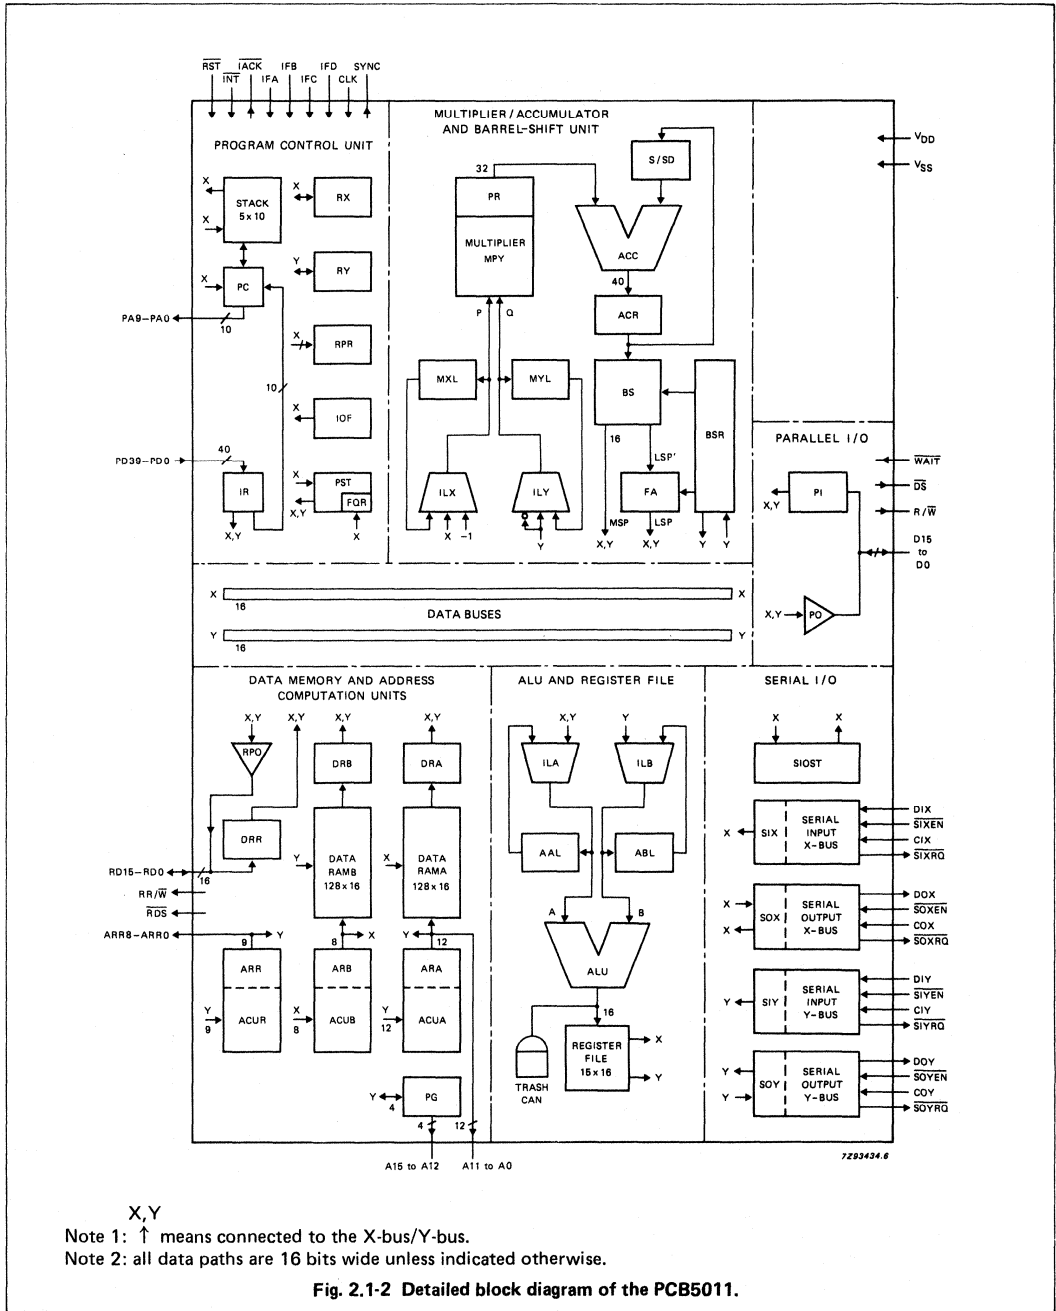 RST INT IACK IFA IFB IFC IFD CLK SYNC
PROGRAM CONTROL UNIT
X
STACK
5 x 10
X
X
RX
X
PC
Y
RY
PA9–PA0
10
X
RPR
10
X
IOF
PD39–PD0
40
IR
X,Y
X
PST
FQR
X,Y
X
MULTIPLIER/ACCUMULATOR
AND BARREL-SHIFT UNIT
32
PR
MULTIPLIER
MPY
S/SD
ACC
40
ACR
P
Q
MXL
MYL
BS
BSR
16
LSP'
ILX
ILY
FA
X
-1
Y
MSP
LSP
X,Y
X,Y
Y
Y
VDD
VSS
PARALLEL I/O
WAIT
DS
R/W
PI
X,Y
D15
to
D0
X,Y
PO
X
16
X
DATA BUSES
Y
16
Y
DATA MEMORY AND ADDRESS
COMPUTATION UNITS
X,Y
X,Y
X,Y
X,Y
RPO
DRB
DRA
DRR
Y
DATA
RAMB
128 x 16
X
DATA
RAMA
128 x 16
RD15–RD0
16
RR/W
RDS
ARR8–ARR0
9
Y
8
X
Y
12
ARR
ACUR
Y
9
ARB
ACUB
X
8
ARA
ACUA
Y
12
Y
4
PG
4
12
A15 to A12
A11 to A0
ALU AND REGISTER FILE
X,Y
Y
ILA
ILB
AAL
ABL
A
B
ALU
16
TRASH
CAN
REGISTER
FILE
15 x 16
X
Y
SERIAL I/O
X
X
SIOST
X
SIX
SERIAL
INPUT
X-BUS
DIX
SIXEN
CIX
SIXRQ
X
X
SOX
SERIAL
OUTPUT
X-BUS
DOX
SOXEN
COX
SOXRQ
Y
SIY
SERIAL
INPUT
Y-BUS
DIY
SIYEN
CIY
SIYRQ
Y
Y
SOY
SERIAL
OUTPUT
Y-BUS
DOY
SOYEN
COY
SOYRQ
7Z93434.6
X,Y
Note 1: ↑ means connected to the X-bus/Y-bus.
Note 2: all data paths are 16 bits wide unless indicated otherwise.
Fig. 2.1-2 Detailed block diagram of the PCB5011.